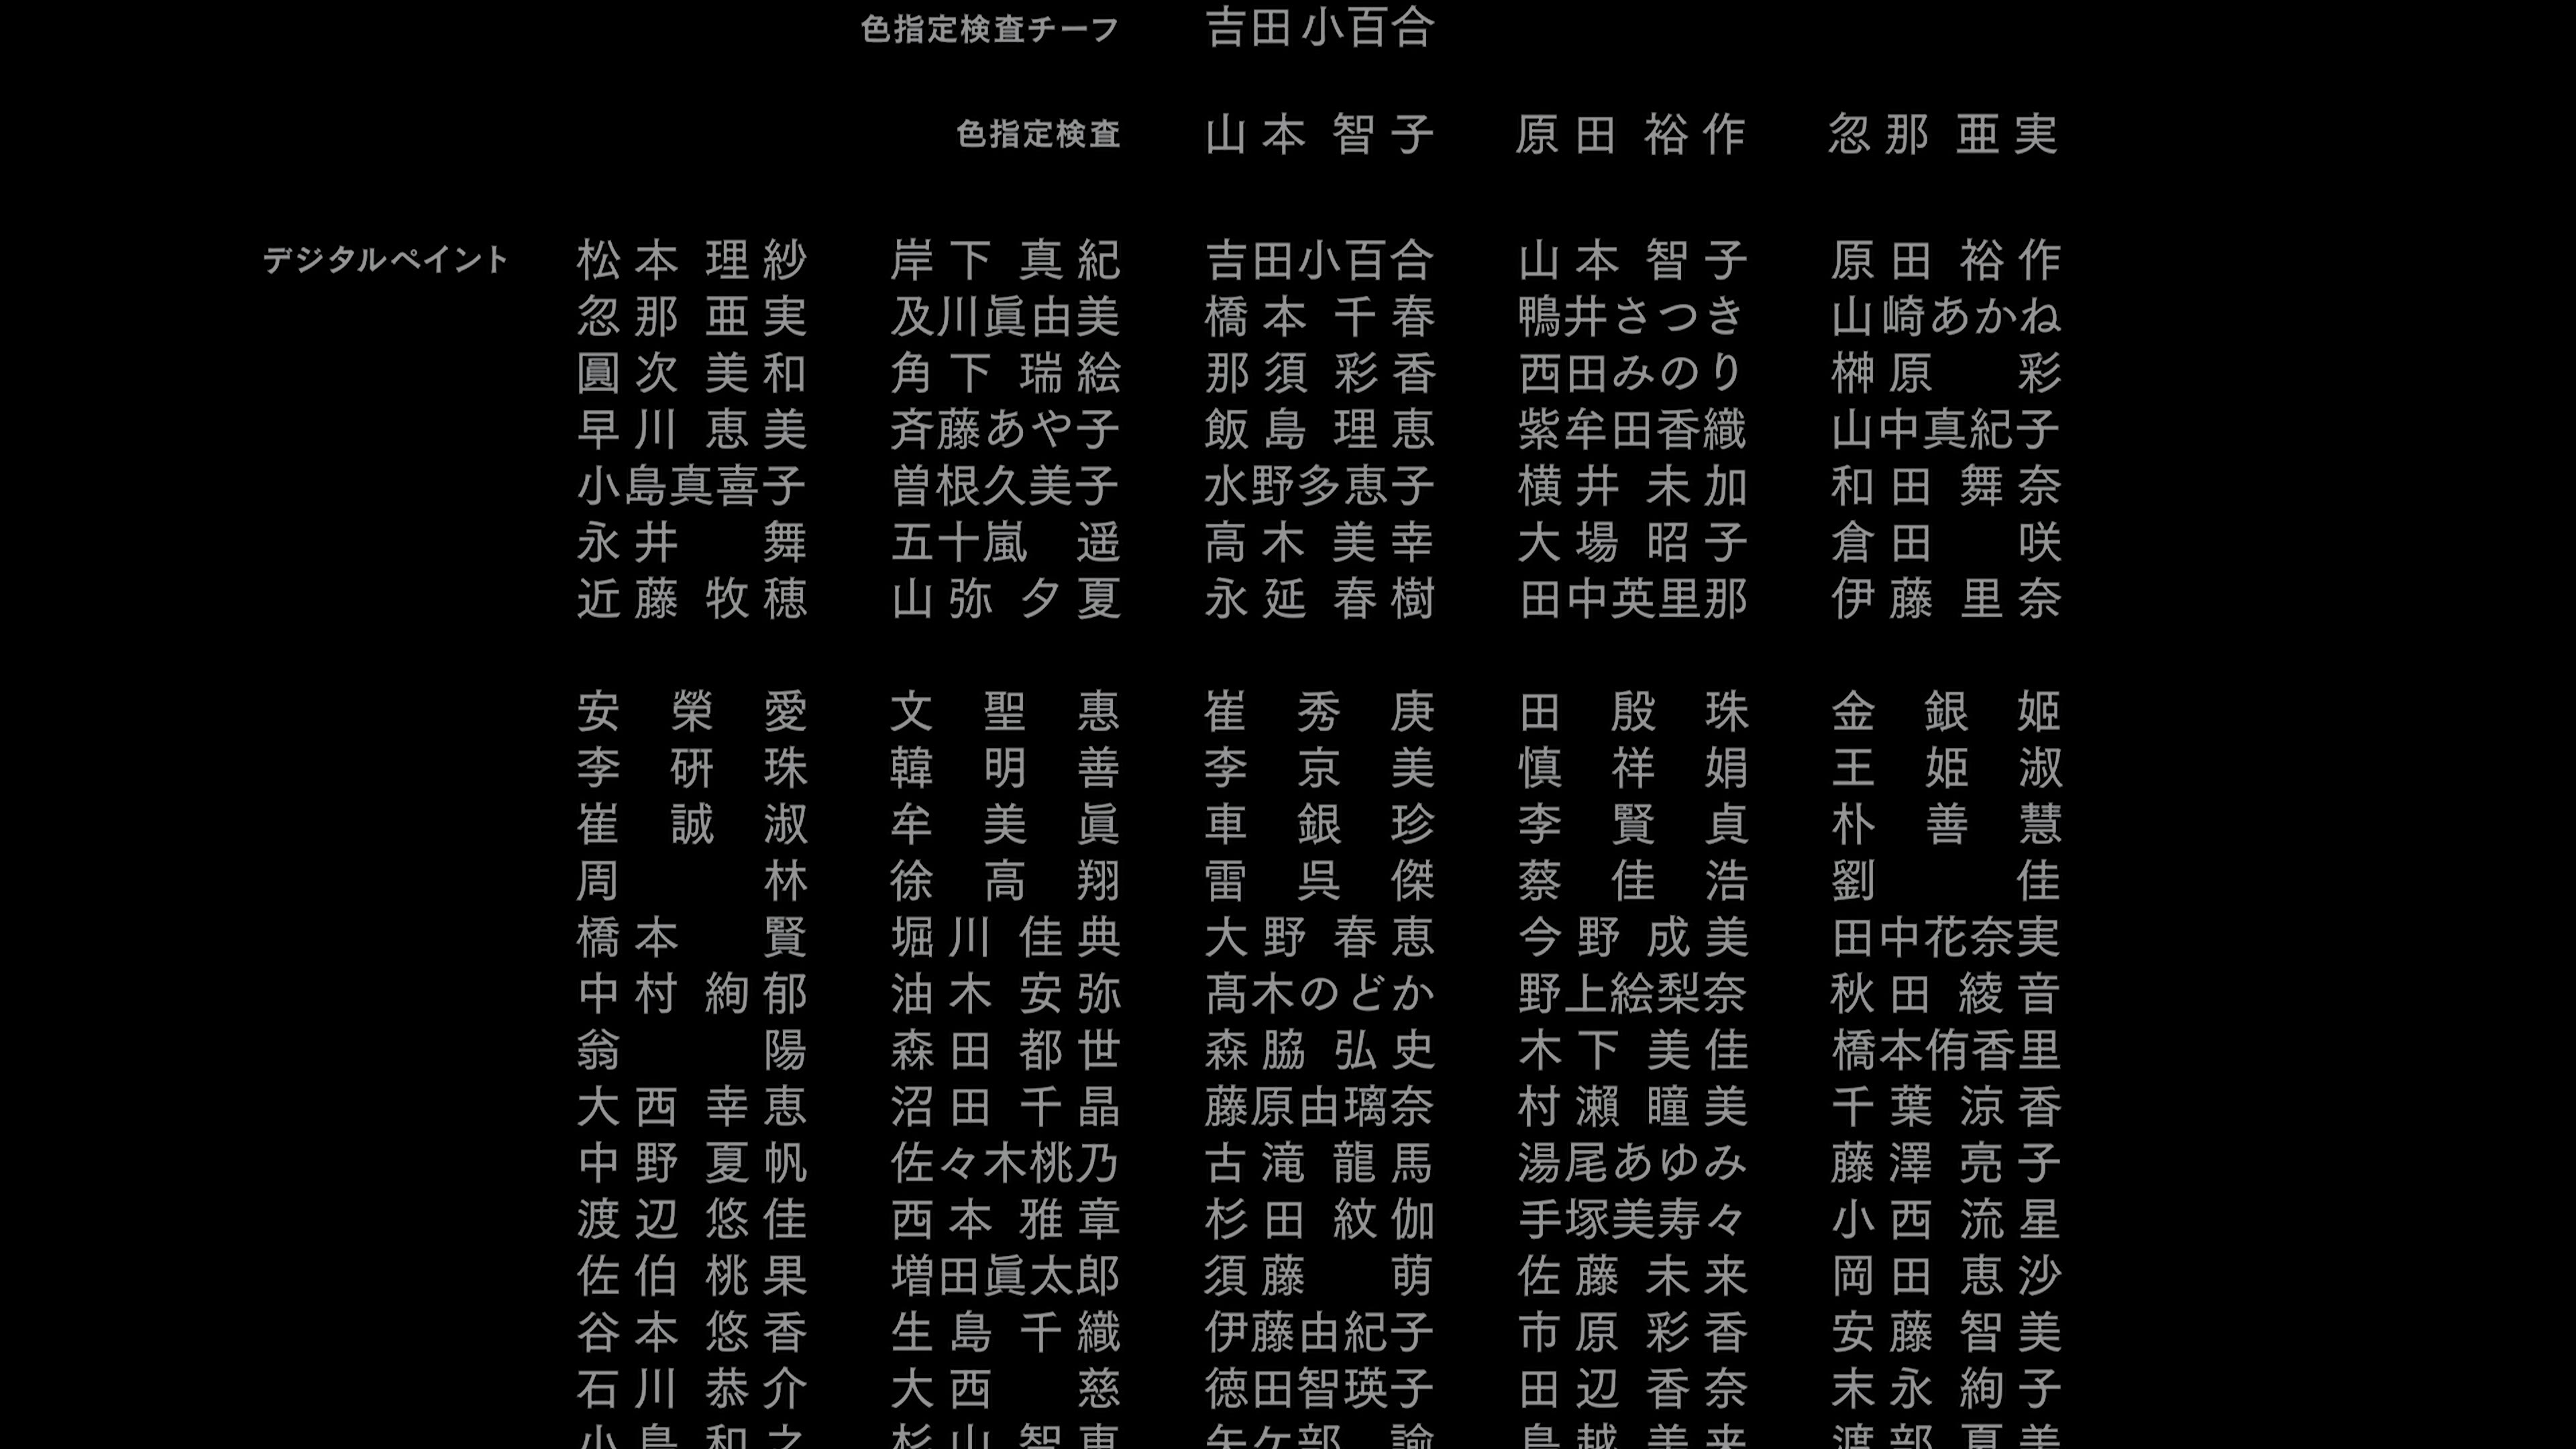 色指定検査チーフ 吉田小百合
色指定検査 山本智子 原田裕作 忽那亜実
デジタルペイント 松本理紗 岸下真紀 吉田小百合 山本智子 原田裕作
忽那亜実 及川眞由美 橋本千春 鴨井さつき 山崎あかね
圓次美和 角下瑞絵 那須彩香 西田みのり 榊原彩
早川恵美 斉藤あや子 飯島理恵 紫牟田香織 山中真紀子
小島真喜子 曽根久美子 水野多恵子 横井未加 和田舞奈
永井舞 五十嵐遥 高木美幸 大場昭子 倉田咲
近藤牧穂 山弥夕夏 永延春樹 田中英里那 伊藤里奈
安榮愛 文聖惠 崔秀庚 田殷珠 金銀姫
李硏珠 韓明善 李京美 慎祥娟 王姫淑
崔誠淑 牟美眞 車銀珍 李賢貞 朴善慧
周林 徐高翔 雷呉傑 蔡佳浩 劉佳
橋本賢 堀川佳典 大野春恵 今野成美 田中花奈実
中村絢郁 油木安弥 髙木のどか 野上絵梨奈 秋田綾音
翁陽 森田都世 森脇弘史 木下美佳 橋本侑香里
大西幸恵 沼田千晶 藤原由璃奈 村瀬瞳美 千葉涼香
中野夏帆 佐々木桃乃 古滝龍馬 湯尾あゆみ 藤澤亮子
渡辺悠佳 西本雅章 杉田紋伽 手塚美寿々 小西流星
佐伯桃果 増田眞太郎 須藤萌 佐藤未来 岡田恵沙
谷本悠香 生島千織 伊藤由紀子 市原彩香 安藤智美
石川恭介 大西慈 徳田智瑛子 田辺香奈 末永絢子